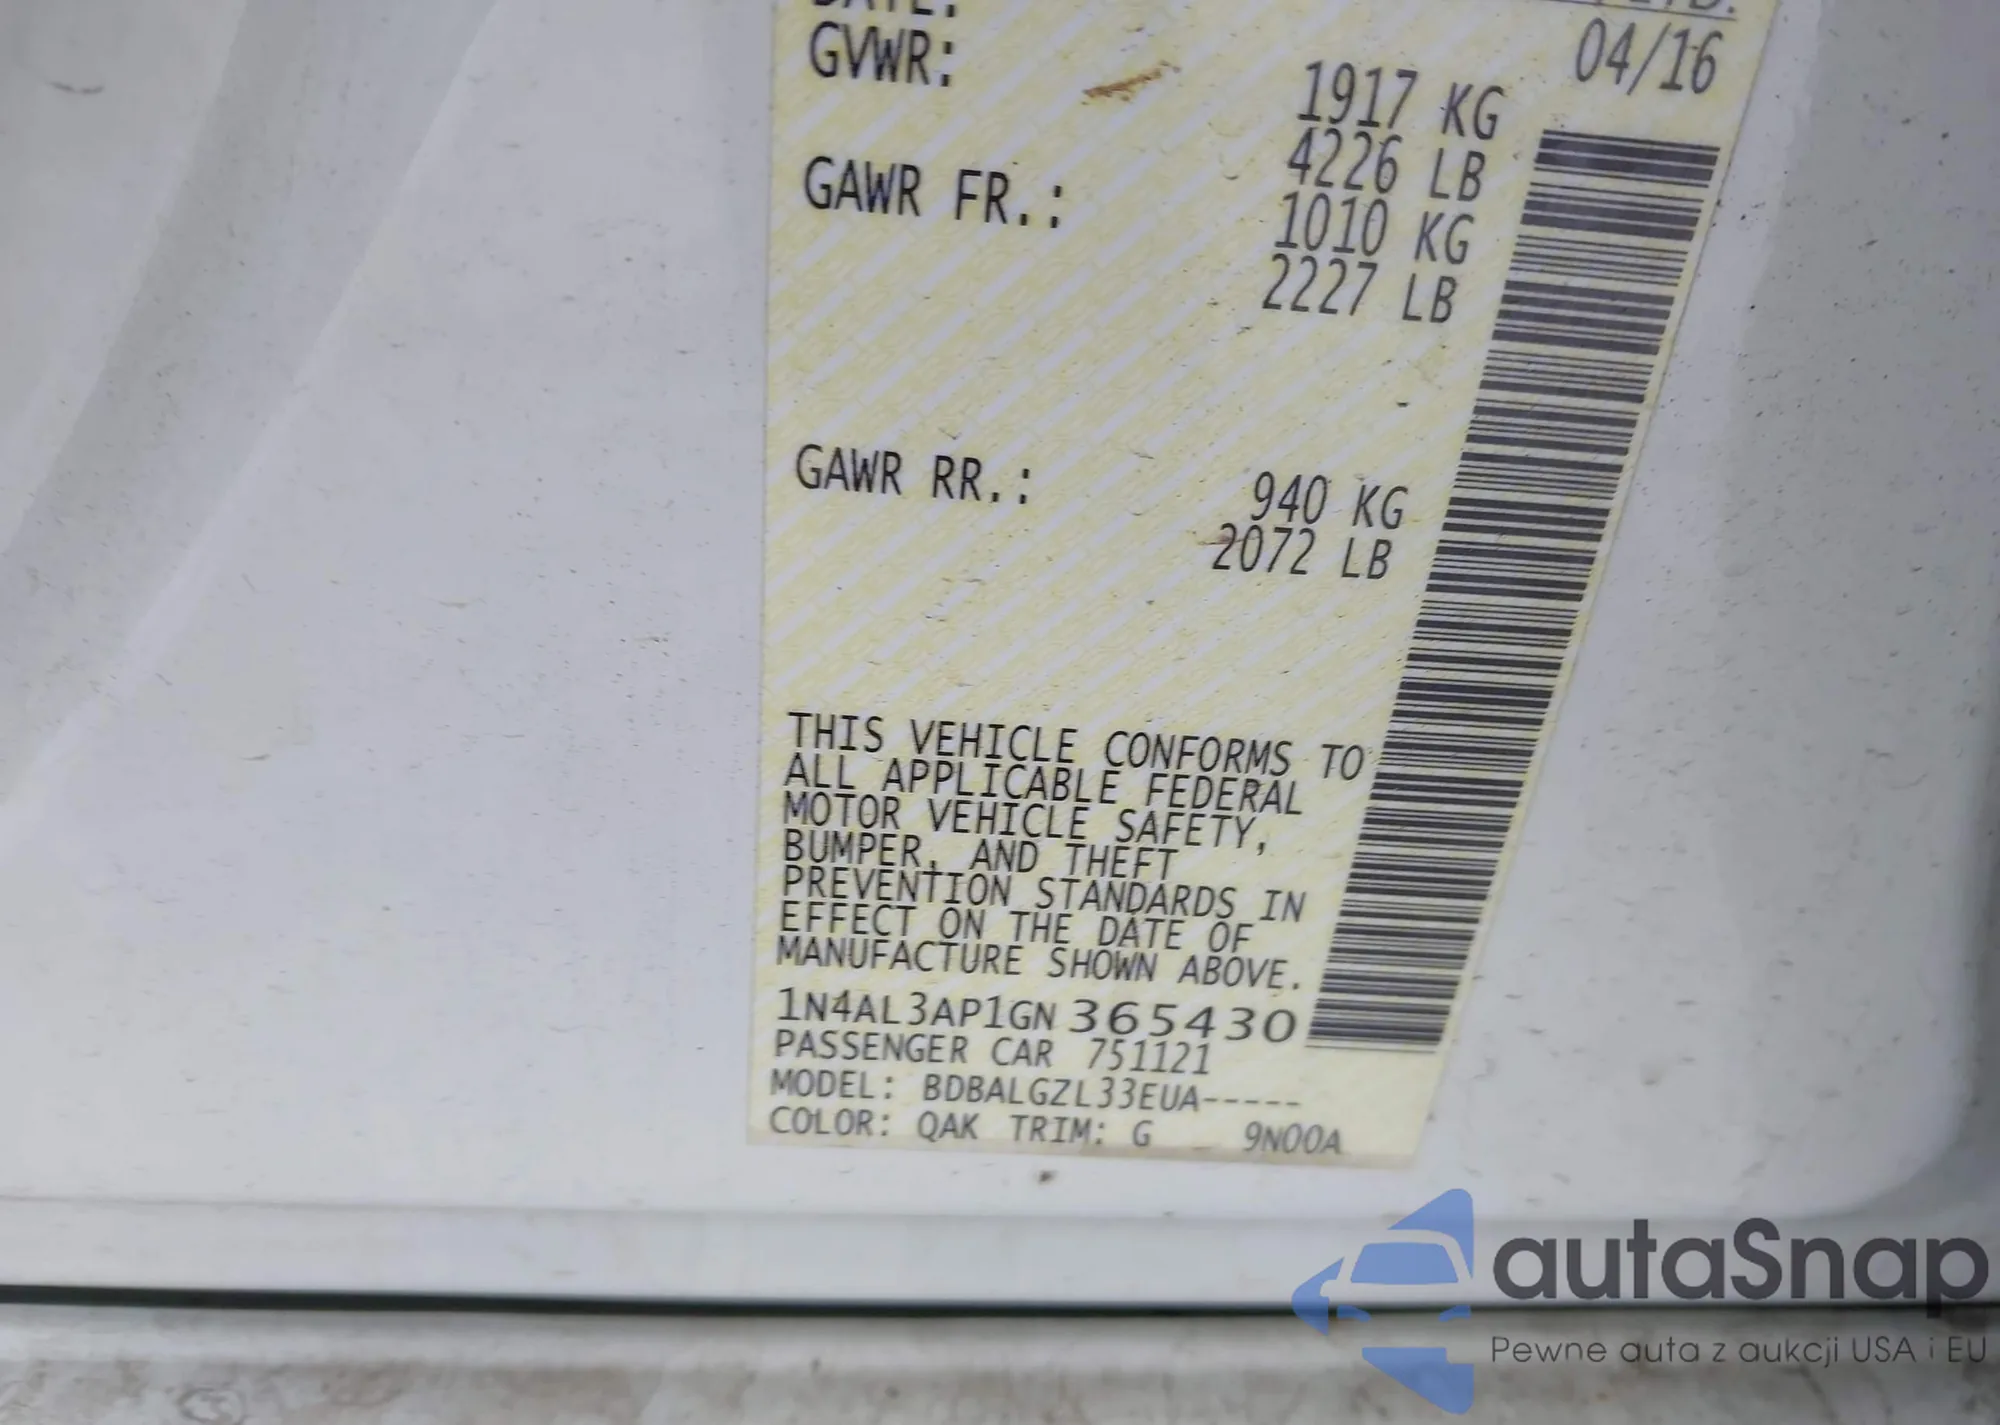 DATE:
04/16
GVWR: 1917 KG
4226 LB
GAWR FR.: 1010 KG
2227 LB
GAWR RR.: 940 KG
2072 LB
THIS VEHICLE CONFORMS TO
ALL APPLICABLE FEDERAL
MOTOR VEHICLE SAFETY,
BUMPER, AND THEFT
PREVENTION STANDARDS IN
EFFECT ON THE DATE OF
MANUFACTURE SHOWN ABOVE.
1N4AL3AP1GN365430
PASSENGER CAR 751121
MODEL: BDBALGZL33EUA-----
COLOR: QAK TRIM: G 9N00A
autaSnap
Pewne auta z aukcji USA i EU